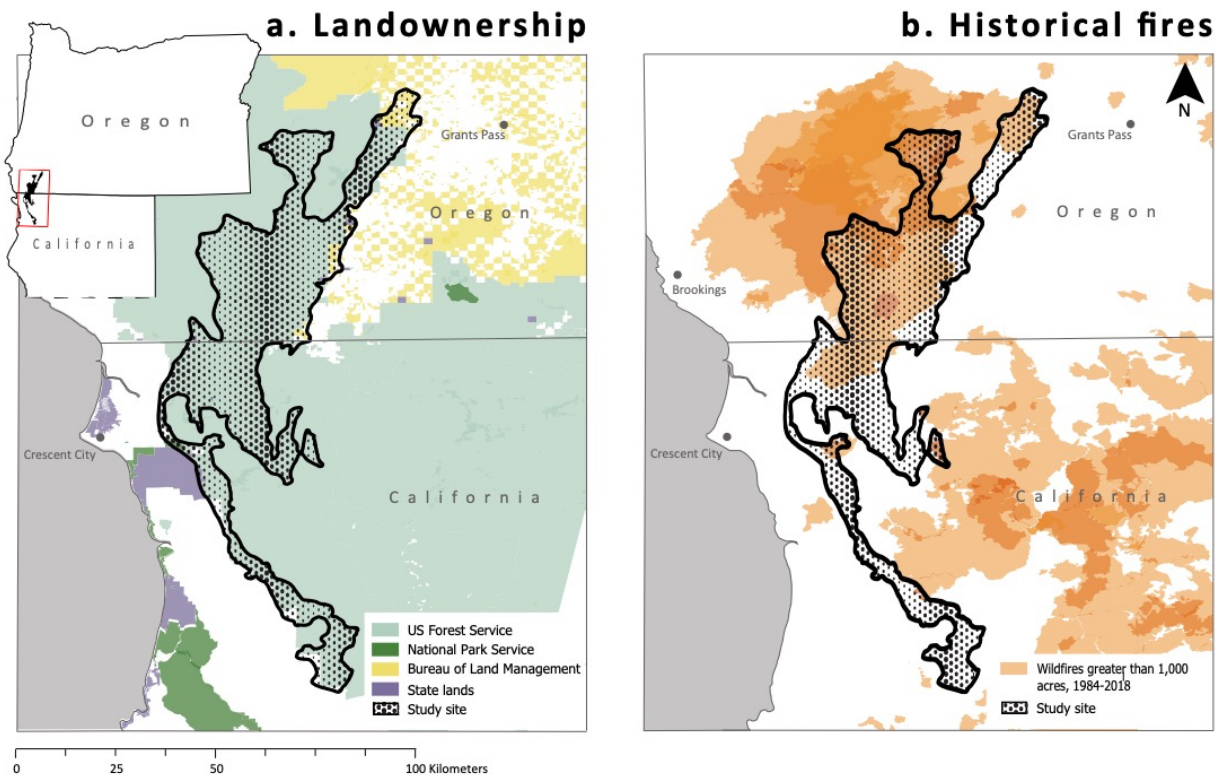 a. Landownership
b. Historical fires
Oregon
California
Grants Pass
Oregon
Crescent City
California
US Forest Service
National Park Service
Bureau of Land Management
State lands
Study site
0 25 50 100 Kilometers
N
Grants Pass
Oregon
Brookings
Crescent City
California
Wildfires greater than 1,000
acres, 1984-2018
Study site